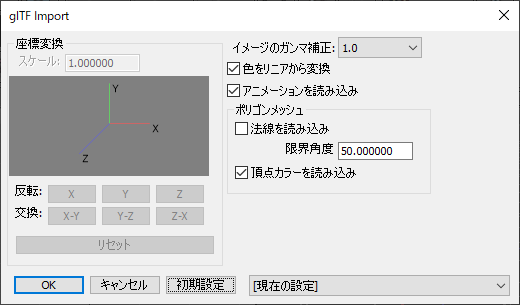 glTF Import
座標変換
スケール: 1.000000
Y
X
Z
反転: X Y Z
交換: X-Y Y-Z Z-X
リセット
イメージのガンマ補正: 1.0
色をリニアから変換
アニメーションを読み込み
ポリゴンメッシュ
法線を読み込み
限界角度 50.000000
頂点カラーを読み込み
OK キャンセル 初期設定 [現在の設定]